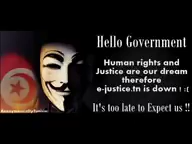 Hello Government
Human rights and
Justice are our dream
therefore
e-justice.tn is down ! :[
It's too late to Expect us !!